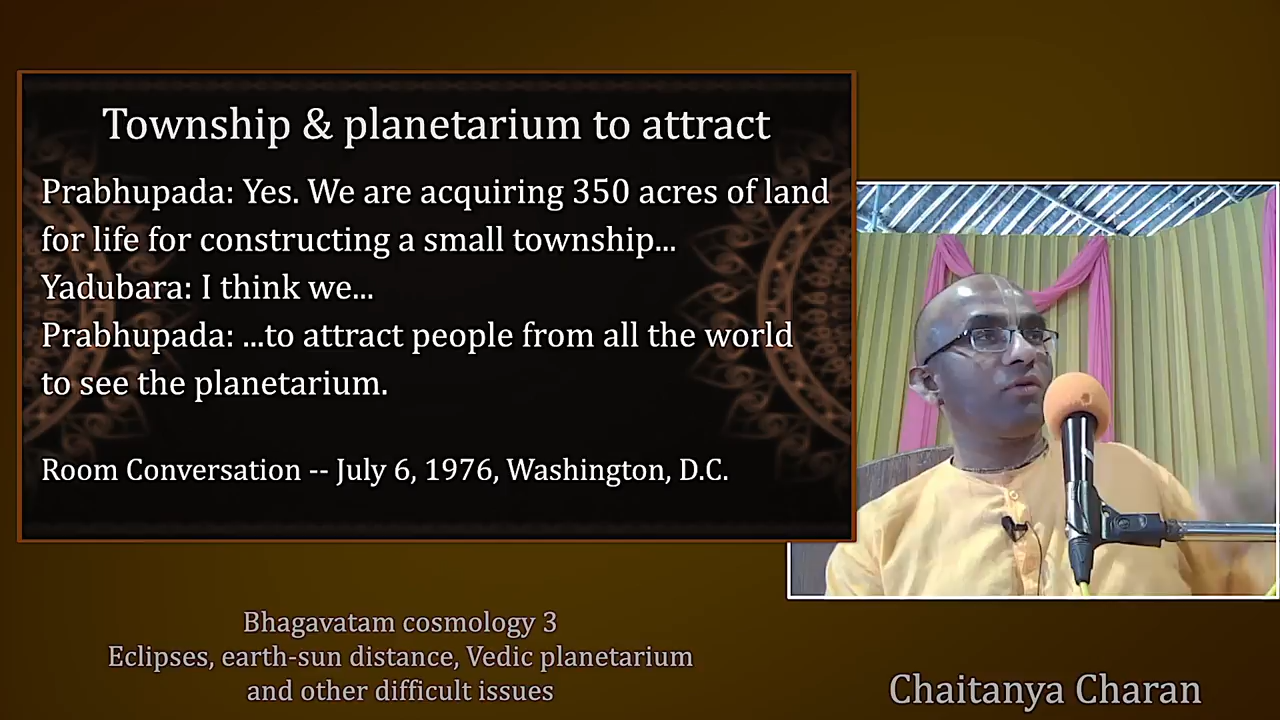 Township & planetarium to attract
Prabhupada: Yes. We are acquiring 350 acres of land
for life for constructing a small township...
Yadubara: I think we...
Prabhupada: ...to attract people from all the world
to see the planetarium.
Room Conversation -- July 6, 1976, Washington, D.C.
Bhagavatam cosmology 3
Eclipses, earth-sun distance, Vedic planetarium
and other difficult issues
Chaitanya Charan